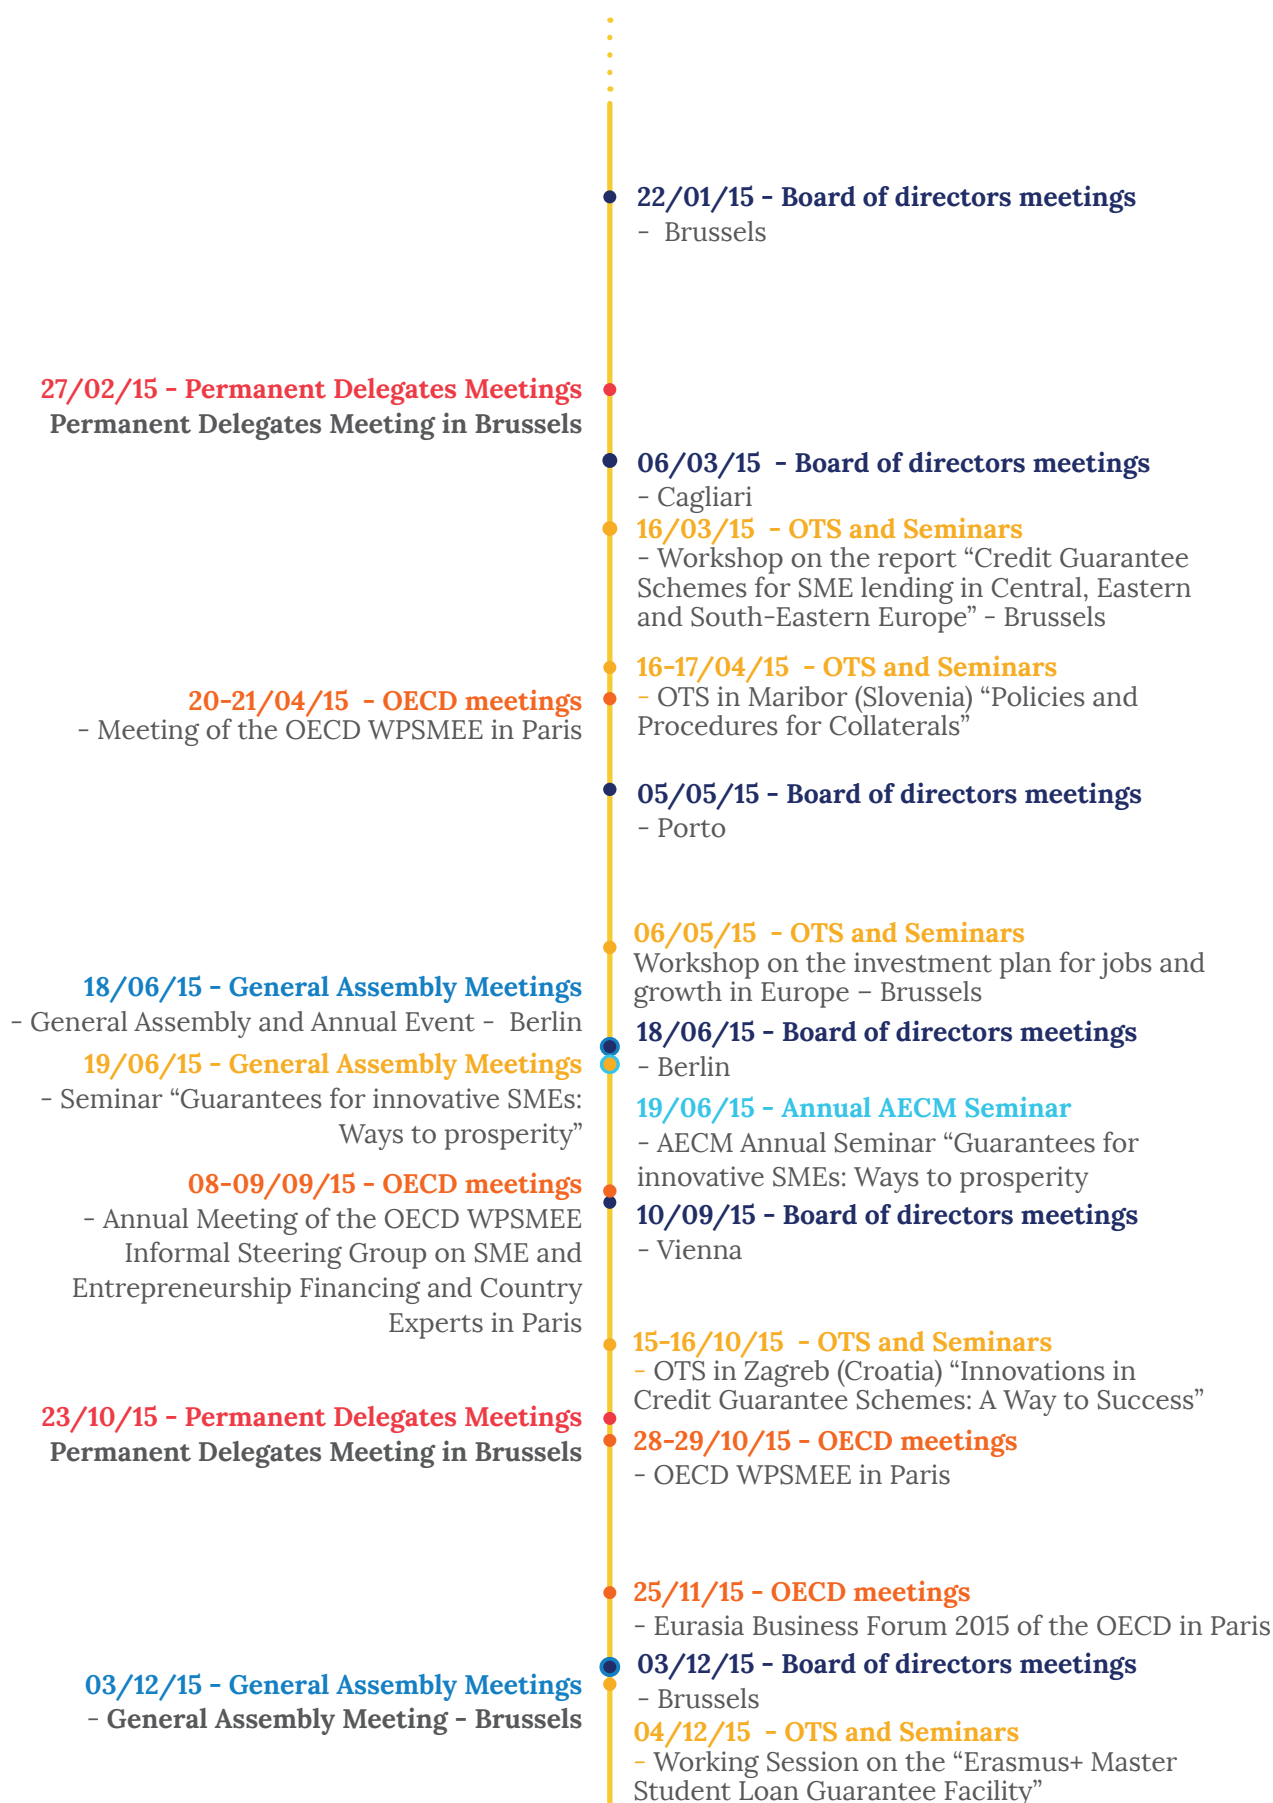 22/01/15 - Board of directors meetings
- Brussels
27/02/15 - Permanent Delegates Meetings
Permanent Delegates Meeting in Brussels
06/03/15 - Board of directors meetings
- Cagliari
16/03/15 - OTS and Seminars
- Workshop on the report “Credit Guarantee
Schemes for SME lending in Central, Eastern
and South-Eastern Europe” - Brussels
16-17/04/15 - OTS and Seminars
- OTS in Maribor (Slovenia) “Policies and
Procedures for Collaterals”
20-21/04/15 - OECD meetings
- Meeting of the OECD WPSMEE in Paris
05/05/15 - Board of directors meetings
- Porto
06/05/15 - OTS and Seminars
Workshop on the investment plan for jobs and
growth in Europe – Brussels
18/06/15 - General Assembly Meetings
- General Assembly and Annual Event - Berlin
18/06/15 - Board of directors meetings
- Berlin
19/06/15 - General Assembly Meetings
- Seminar “Guarantees for innovative SMEs:
Ways to prosperity”
19/06/15 - Annual AECM Seminar
- AECM Annual Seminar “Guarantees for
innovative SMEs: Ways to prosperity
08-09/09/15 - OECD meetings
- Annual Meeting of the OECD WPSMEE
Informal Steering Group on SME and
Entrepreneurship Financing and Country
Experts in Paris
10/09/15 - Board of directors meetings
- Vienna
15-16/10/15 - OTS and Seminars
- OTS in Zagreb (Croatia) “Innovations in
Credit Guarantee Schemes: A Way to Success”
23/10/15 - Permanent Delegates Meetings
Permanent Delegates Meeting in Brussels
28-29/10/15 - OECD meetings
- OECD WPSMEE in Paris
25/11/15 - OECD meetings
- Eurasia Business Forum 2015 of the OECD in Paris
03/12/15 - General Assembly Meetings
- General Assembly Meeting - Brussels
03/12/15 - Board of directors meetings
- Brussels
04/12/15 - OTS and Seminars
- Working Session on the “Erasmus+ Master
Student Loan Guarantee Facility”